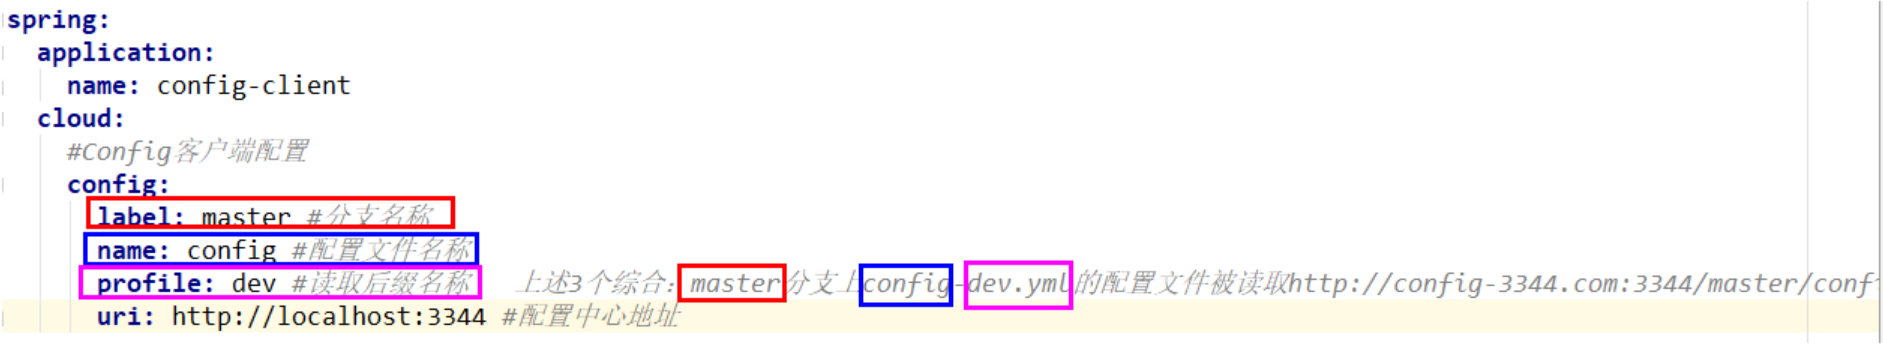 spring:
application:
name: config-client
cloud:
#Config客户端配置
config:
label: master #分支名称
name: config #配置文件名称
profile: dev #读取后缀名称 上述3个综合：master分支上config-dev.yml的配置文件被读取http://config-3344.com:3344/master/conf
uri: http://localhost:3344 #配置中心地址